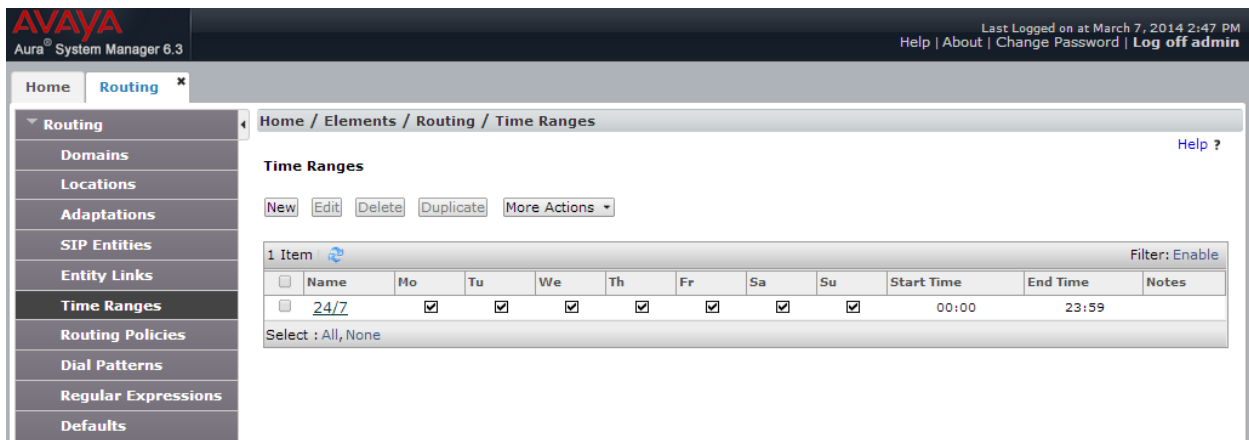 AVAYA
Aura® System Manager 6.3
Last Logged on at March 7, 2014 2:47 PM
Help | About | Change Password | Log off admin
Home
Routing
Routing
Domains
Locations
Adaptations
SIP Entities
Entity Links
Time Ranges
Routing Policies
Dial Patterns
Regular Expressions
Defaults
Home / Elements / Routing / Time Ranges
Help ?
Time Ranges
New Edit Delete Duplicate More Actions
1 Item Filter: Enable
Name Mo Tu We Th Fr Sa Su Start Time End Time Notes
24/7 00:00 23:59
Select : All, None